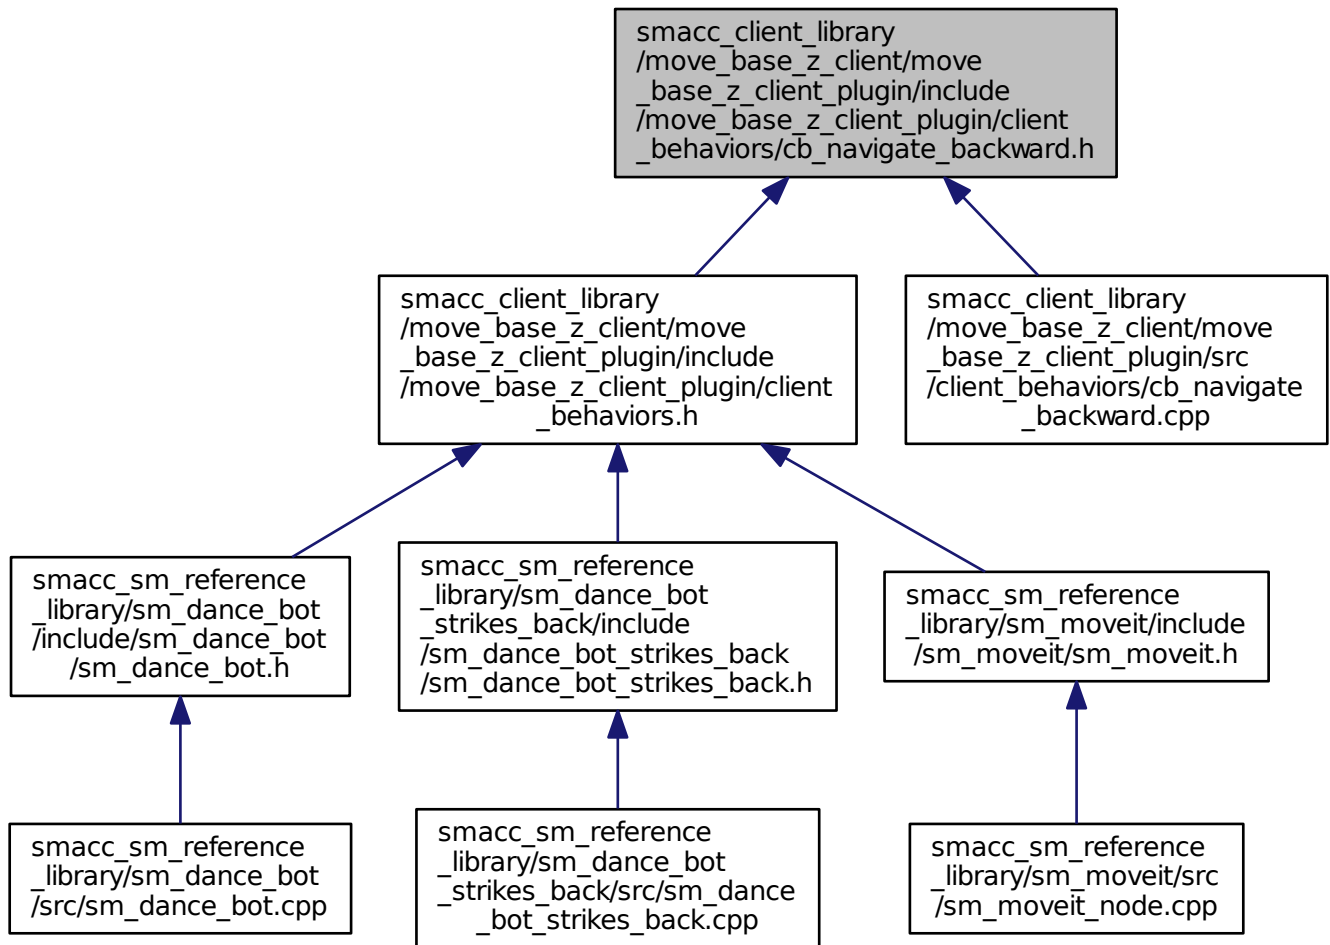 smacc_client_library
/move_base_z_client/move
_base_z_client_plugin/include
/move_base_z_client_plugin/client
_behaviors/cb_navigate_backward.h
smacc_client_library
/move_base_z_client/move
_base_z_client_plugin/include
/move_base_z_client_plugin/client
_behaviors.h
smacc_client_library
/move_base_z_client/move
_base_z_client_plugin/src
/client_behaviors/cb_navigate
_backward.cpp
smacc_sm_reference
_library/sm_dance_bot
/include/sm_dance_bot
/sm_dance_bot.h
smacc_sm_reference
_library/sm_dance_bot
_strikes_back/include
/sm_dance_bot_strikes_back
/sm_dance_bot_strikes_back.h
smacc_sm_reference
_library/sm_moveit/include
/sm_moveit/sm_moveit.h
smacc_sm_reference
_library/sm_dance_bot
/src/sm_dance_bot.cpp
smacc_sm_reference
_library/sm_dance_bot
_strikes_back/src/sm_dance
_bot_strikes_back.cpp
smacc_sm_reference
_library/sm_moveit/src
/sm_moveit_node.cpp